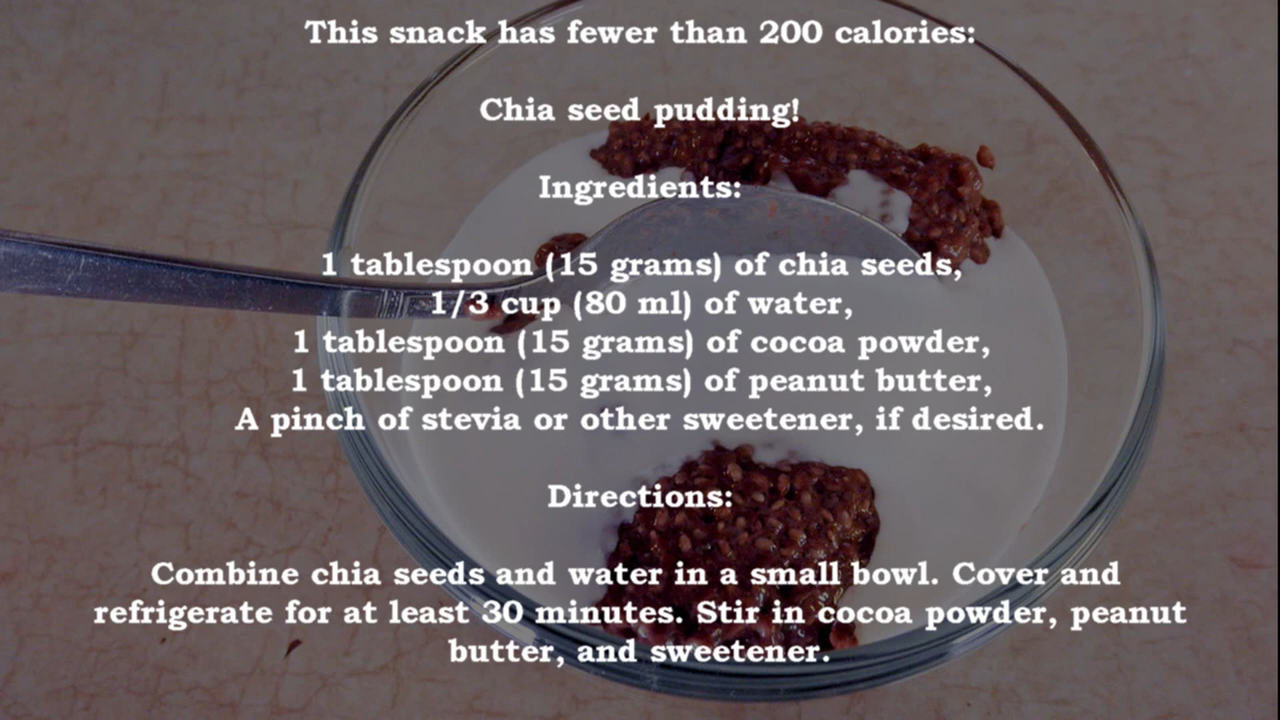 This snack has fewer than 200 calories:
Chia seed pudding!
Ingredients:
1 tablespoon (15 grams) of chia seeds,
1/3 cup (80 ml) of water,
1 tablespoon (15 grams) of cocoa powder,
1 tablespoon (15 grams) of peanut butter,
A pinch of stevia or other sweetener, if desired.
Directions:
Combine chia seeds and water in a small bowl. Cover and
refrigerate for at least 30 minutes. Stir in cocoa powder, peanut
butter, and sweetener.